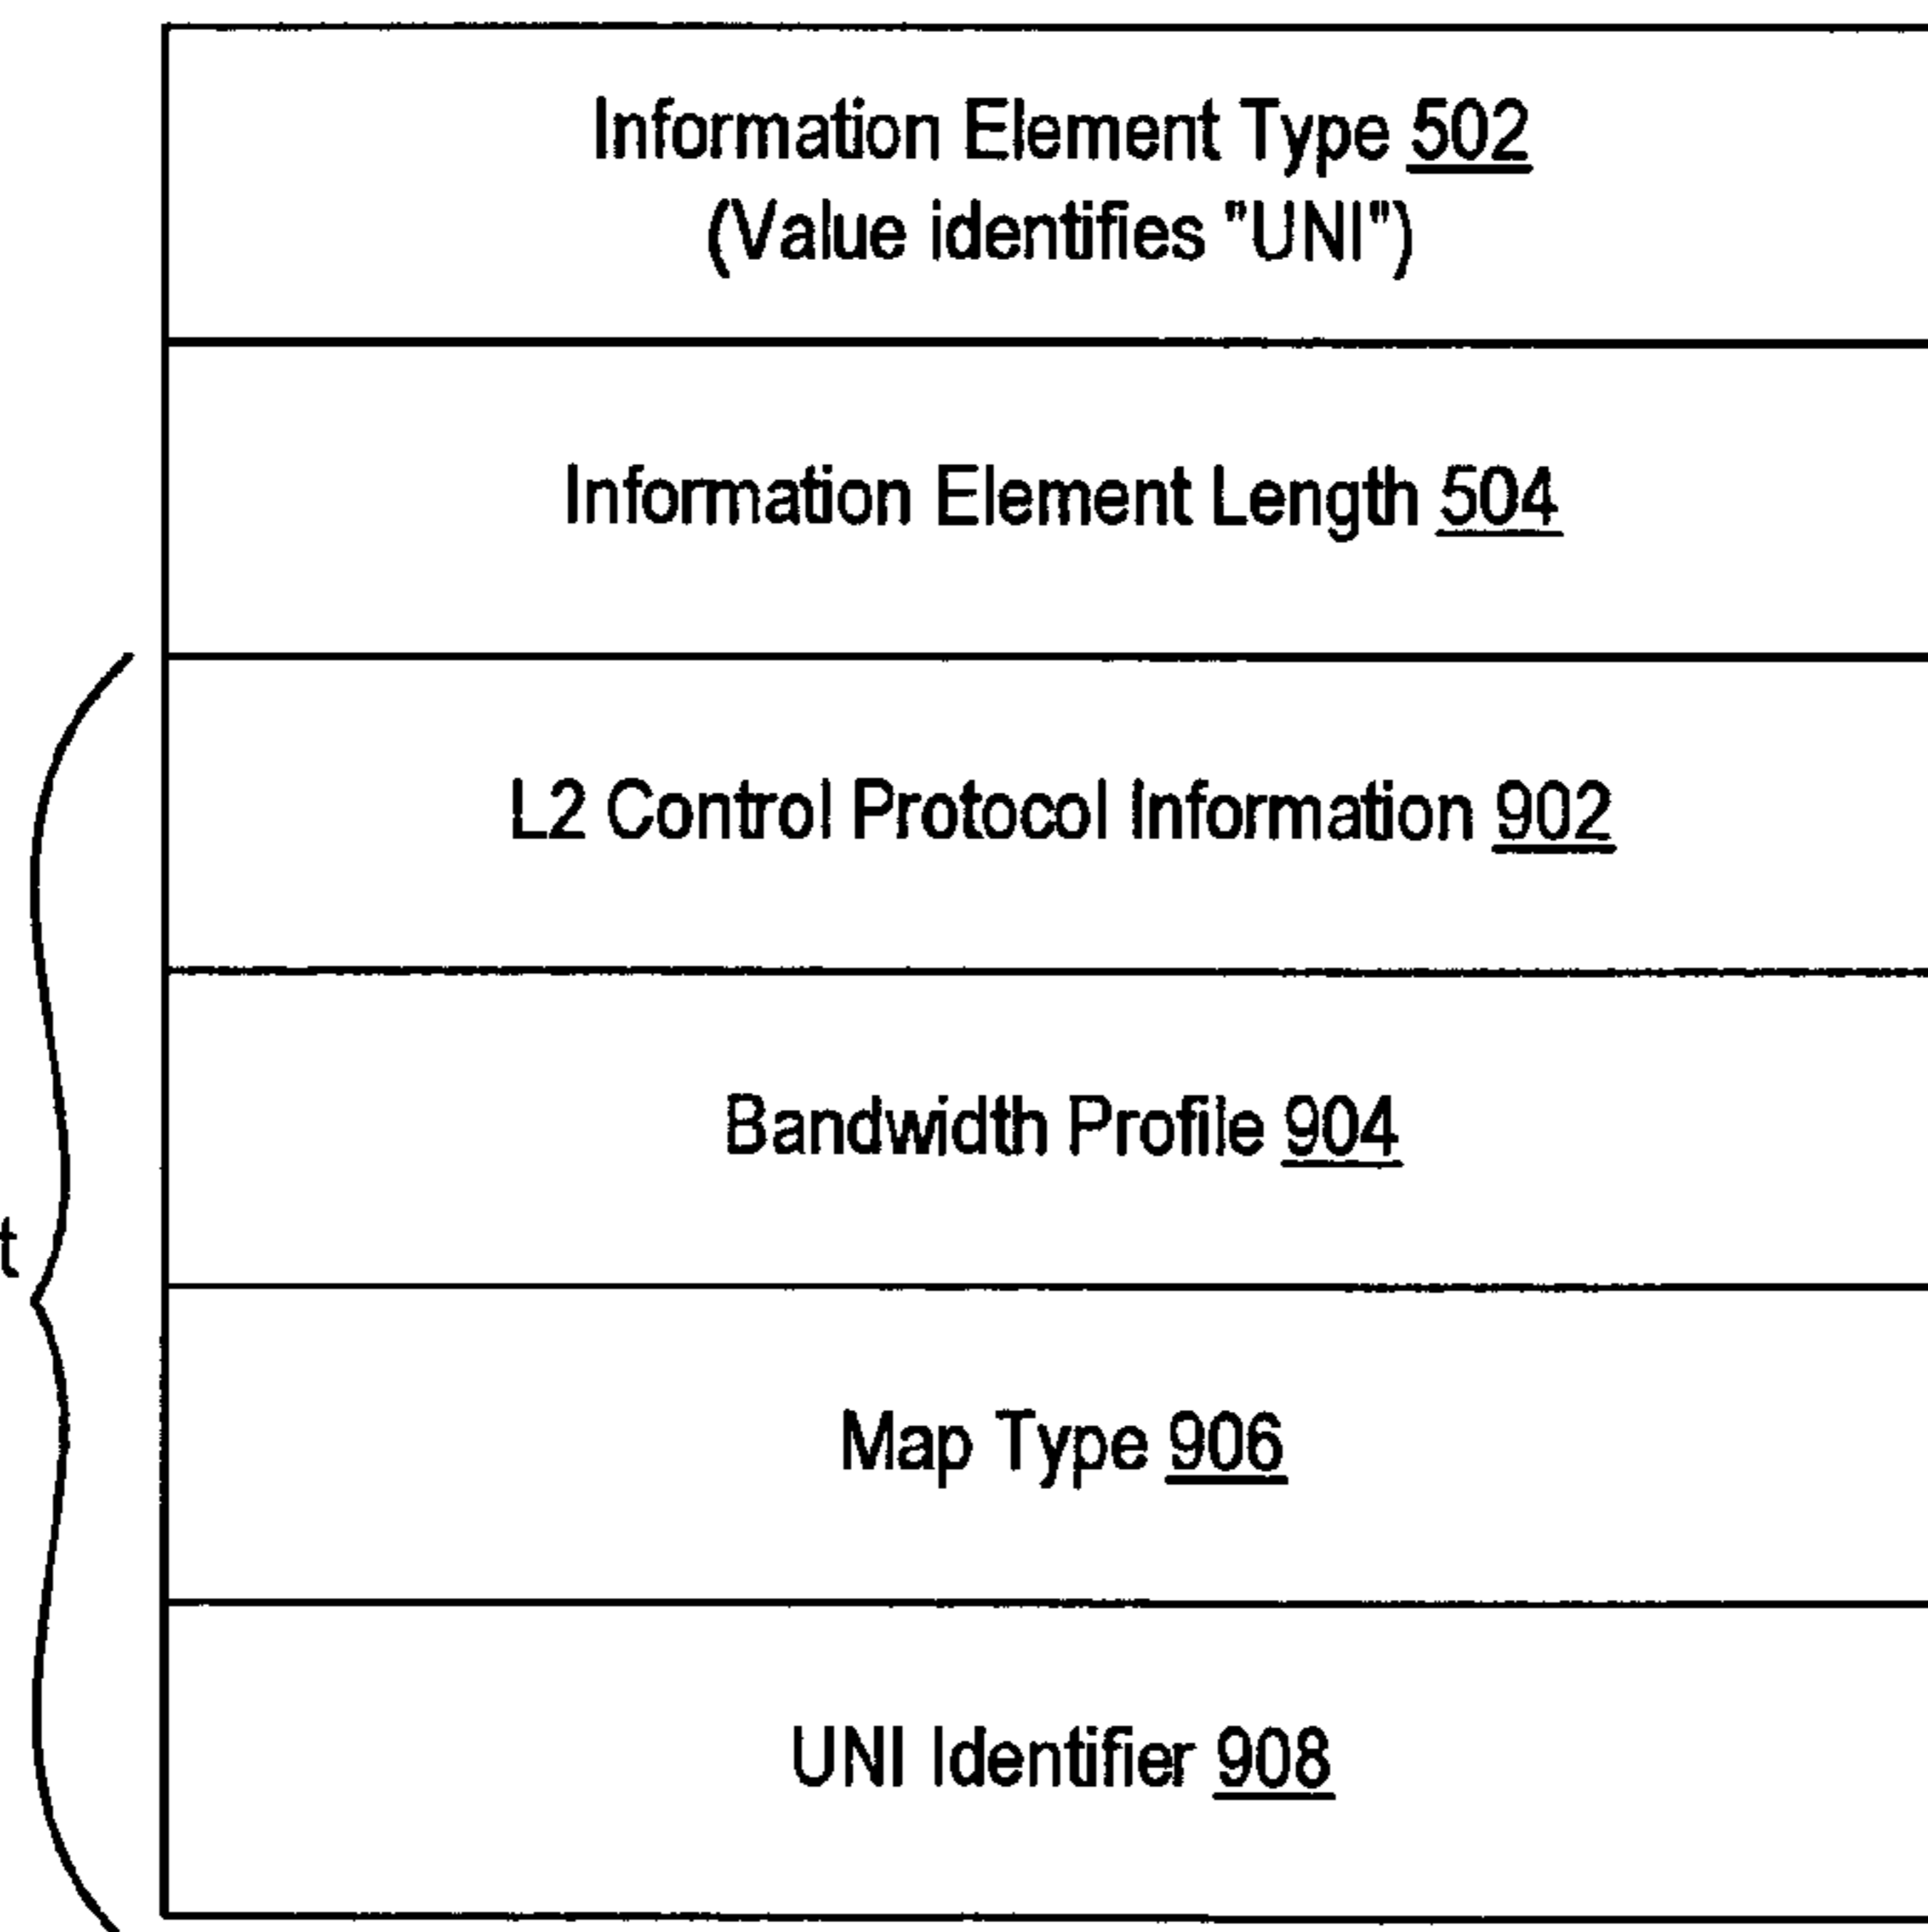 Information Element Type 502
(Value identifies "UNI")
Information Element Length 504
L2 Control Protocol Information 902
Bandwidth Profile 904
t
Map Type 906
UNI Identifier 908